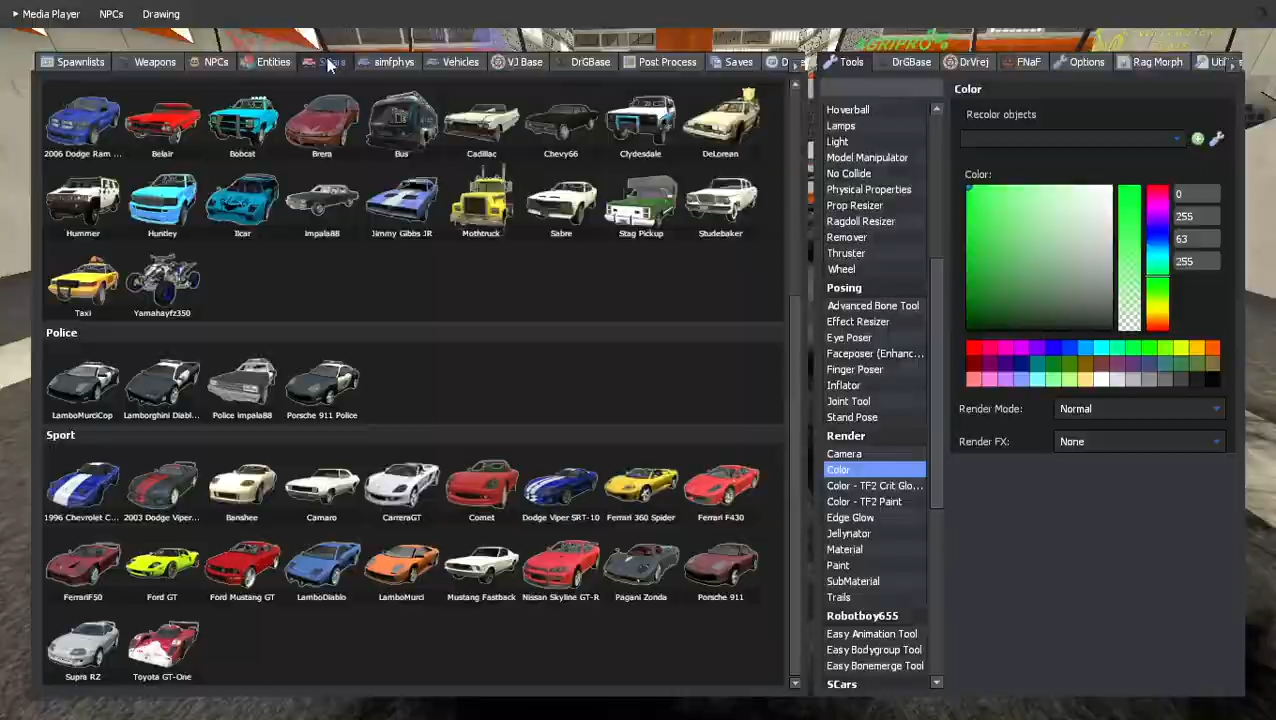 Media Player NPCs Drawing
AGRIPRO
Spawnlists Weapons NPCs Entities simfphys Vehicles VJ Base DrGBase Post Process Saves D
Tools DrGBase DrVrej FNaF Options Rag Morph Uti
2006 Dodge Ram ... Belair Bobcat Brera Bus Cadillac Chevy66 Clydesdale DeLorean
Hummer Huntley Ilcar Impala88 Jimmy Gibbs JR Mothtruck Sabre Stag Pickup Studebaker
Taxi Yamahayfz350
Police
LamboMurciCop Lamborghini Diabl... Police Impala88 Porsche 911 Police
Sport
1996 Chevrolet C... 2003 Dodge Viper... Banshee Camaro CarreraGT Comet Dodge Viper SRT-10 Ferrari 360 Spider Ferrari F430
FerrariF50 Ford GT Ford Mustang GT LamboDiablo LamboMurci Mustang Fastback Nissan Skyline GT-R Pagani Zonda Porsche 911
Supra RZ Toyota GT-One
Hoverball
Lamps
Light
Model Manipulator
No Collide
Physical Properties
Prop Resizer
Ragdoll Resizer
Remover
Thruster
Wheel
Posing
Advanced Bone Tool
Effect Resizer
Eye Poser
Faceposer (Enhanc...
Finger Poser
Inflator
Joint Tool
Stand Pose
Render
Camera
Color
Color - TF2 Crit Glo...
Color - TF2 Paint
Edge Glow
Jellynator
Material
Paint
SubMaterial
Trails
Robotboy655
Easy Animation Tool
Easy Bodygroup Tool
Easy Bonemerge Tool
SCars
Color
Recolor objects
Color:
0
255
63
255
Render Mode: Normal
Render FX: None